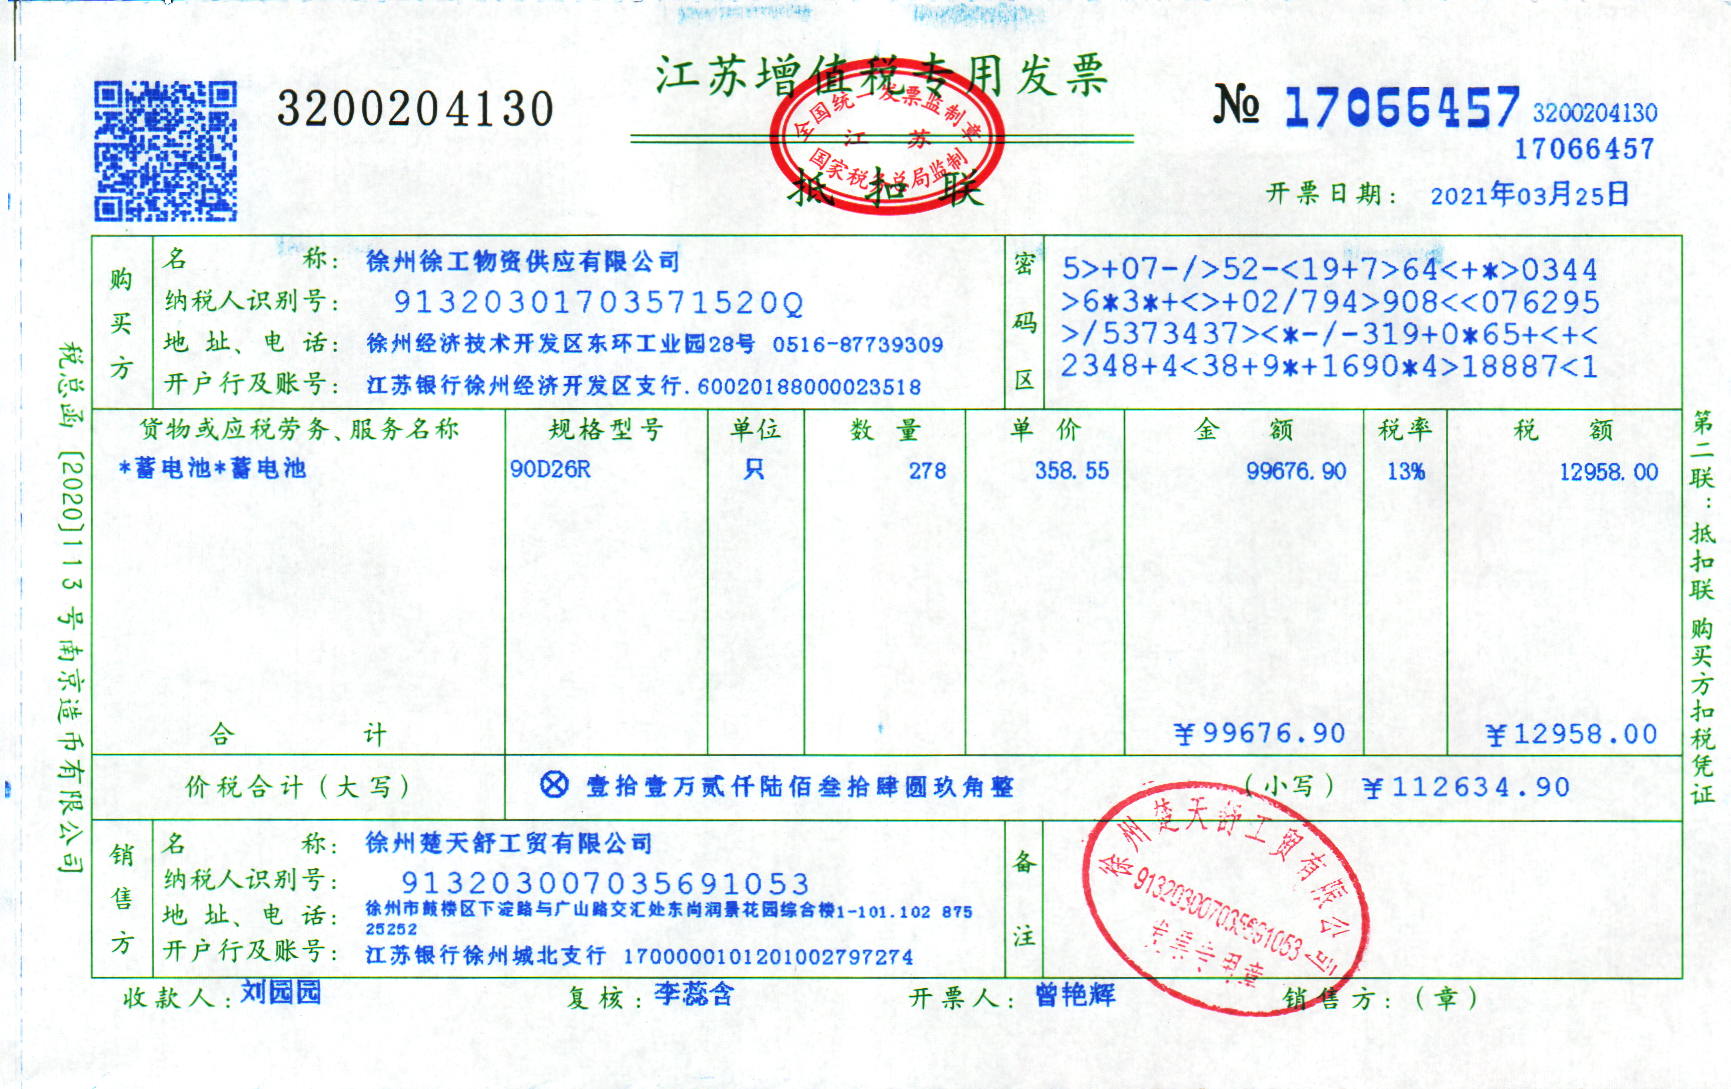 江苏增值税专用发票
3200204130
№ 17066457 3200204130
17066457
全国统一发票监制章
江 苏
国家税务总局监制
抵扣联
开票日期: 2021年03月25日
购买方
名 称: 徐州徐工物资供应有限公司
纳税人识别号: 91320301703571520Q
地 址、电 话: 徐州经济技术开发区东环工业园28号 0516-87739309
开户行及账号: 江苏银行徐州经济开发区支行.60020188000023518
密码区
5>+07-/>52-<19+7>64<+*>0344
>6*3*+<>+02/794>908<<076295
>/5373437><*-/-319+0*65+<+<
2348+4<38+9*+1690*4>18887<1
货物或应税劳务、服务名称 规格型号 单位 数 量 单 价 金 额 税率 税 额
*蓄电池*蓄电池 90D26R 只 278 358.55 99676.90 13% 12958.00
合 计 ¥99676.90 ¥12958.00
价税合计(大写) ⊗ 壹拾壹万贰仟陆佰叁拾肆圆玖角整 (小写) ¥112634.90
销售方
名 称: 徐州楚天舒工贸有限公司
纳税人识别号: 913203007035691053
地 址、电 话: 徐州市鼓楼区下淀路与广山路交汇处东尚润景花园综合楼1-101.102 875
25252
开户行及账号: 江苏银行徐州城北支行 17000001012010027972​74
备注
徐州楚天舒工贸有限公司
913203007035691053
发票专用章
收款人: 刘园园 复核: 李蕊含 开票人: 曾艳辉 销售方: (章)
税总函 [2020]113 号南京造币有限公司
第二联: 抵扣联 购买方扣税凭证